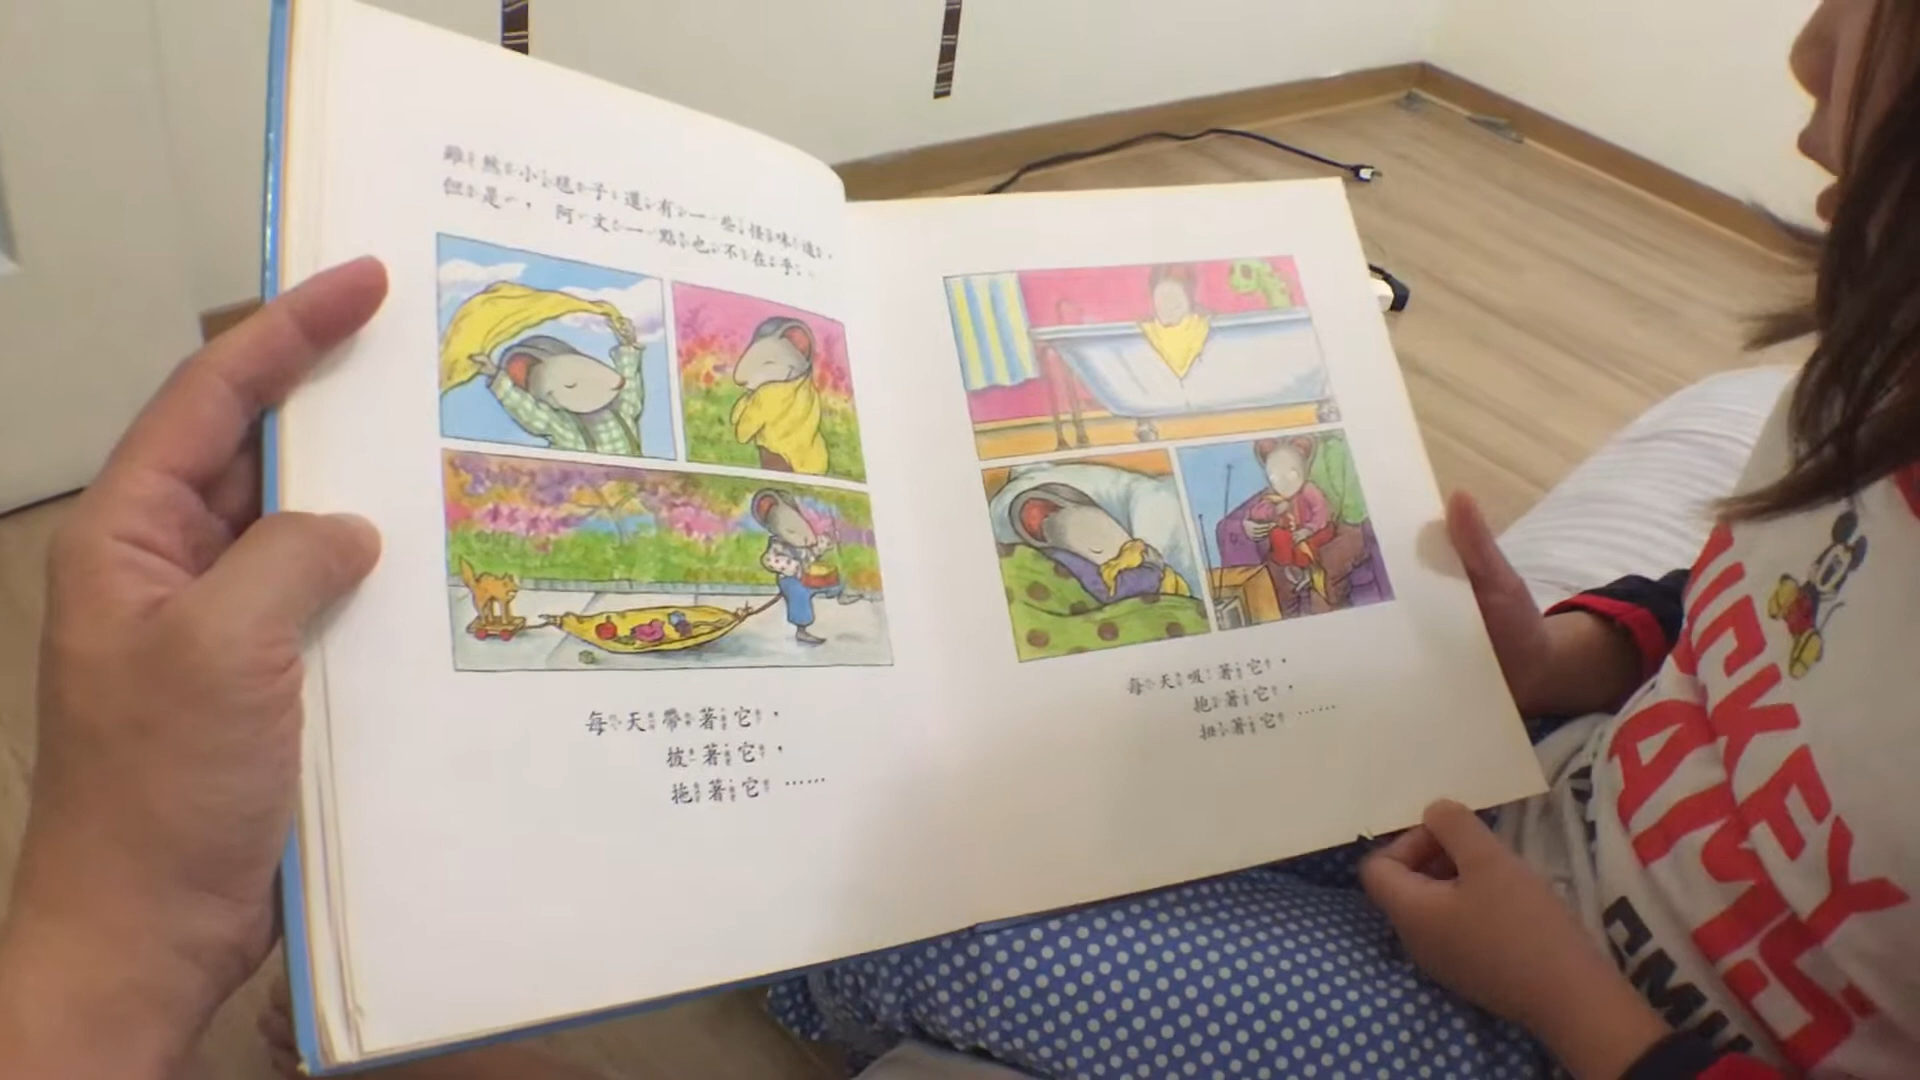 雖然小毯子還有一些怪味道，
但是，阿文一點也不在乎，
每天帶著它，
披著它，
拖著它……
每天吸著它，
抱著它，
扭著它……
MICKEY